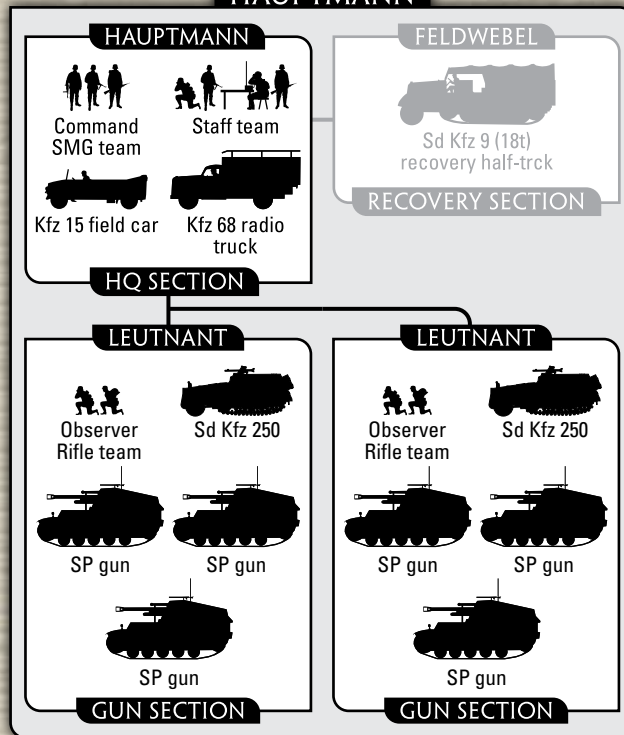 HAUPTMANN
HAUPTMANN
Command
SMG team
Staff team
Kfz 15 field car
Kfz 68 radio
truck
HQ SECTION
FELDWEBEL
Sd Kfz 9 (18t)
recovery half-trck
RECOVERY SECTION
LEUTNANT
Observer
Rifle team
Sd Kfz 250
SP gun
SP gun
SP gun
GUN SECTION
LEUTNANT
Observer
Rifle team
Sd Kfz 250
SP gun
SP gun
SP gun
GUN SECTION